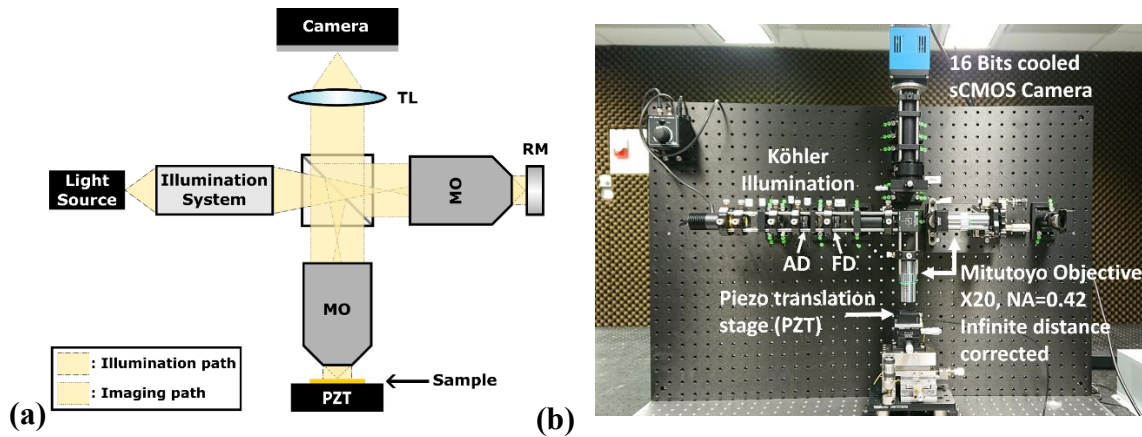 Camera
TL
RM
Light
Source
Illumination
System
MO
MO
: Illumination path
: Imaging path
Sample
PZT
(a)
16 Bits cooled
sCMOS Camera
Köhler
Illumination
AD
FD
Mitutoyo Objective
X20, NA=0.42
Infinite distance
corrected
Piezo translation
stage (PZT)
(b)